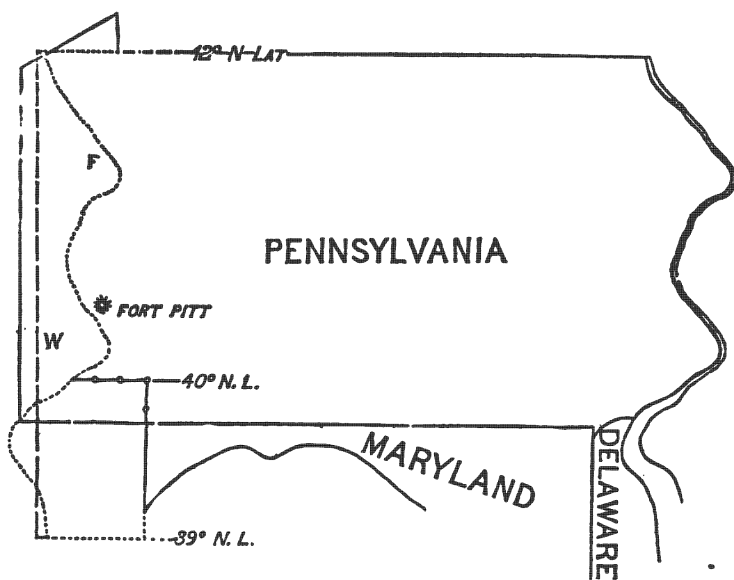 42° N LAT
F
PENNSYLVANIA
FORT PITT
W
40° N. L.
MARYLAND
DELAWARE
39° N. L.